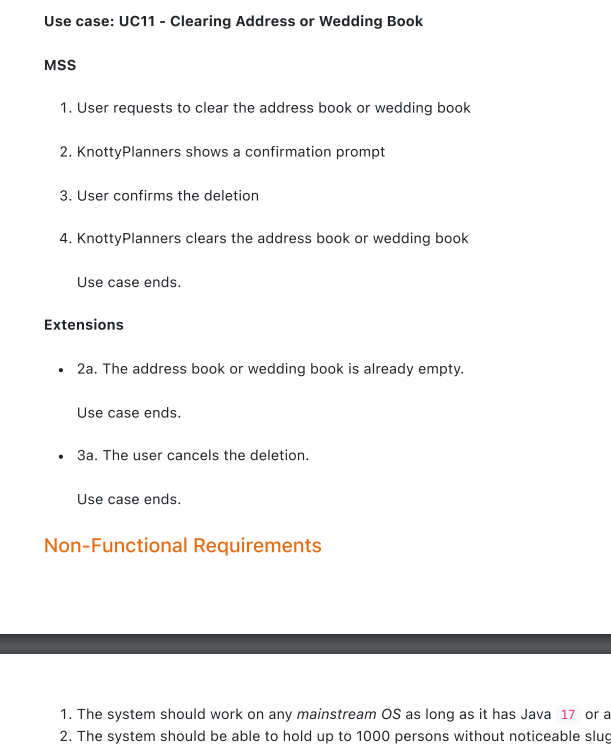 Use case: UC11 - Clearing Address or Wedding Book
MSS
1. User requests to clear the address book or wedding book
2. KnottyPlanners shows a confirmation prompt
3. User confirms the deletion
4. KnottyPlanners clears the address book or wedding book
Use case ends.
Extensions
• 2a. The address book or wedding book is already empty.
Use case ends.
• 3a. The user cancels the deletion.
Use case ends.
Non-Functional Requirements
1. The system should work on any mainstream OS as long as it has Java 17 or a
2. The system should be able to hold up to 1000 persons without noticeable slug